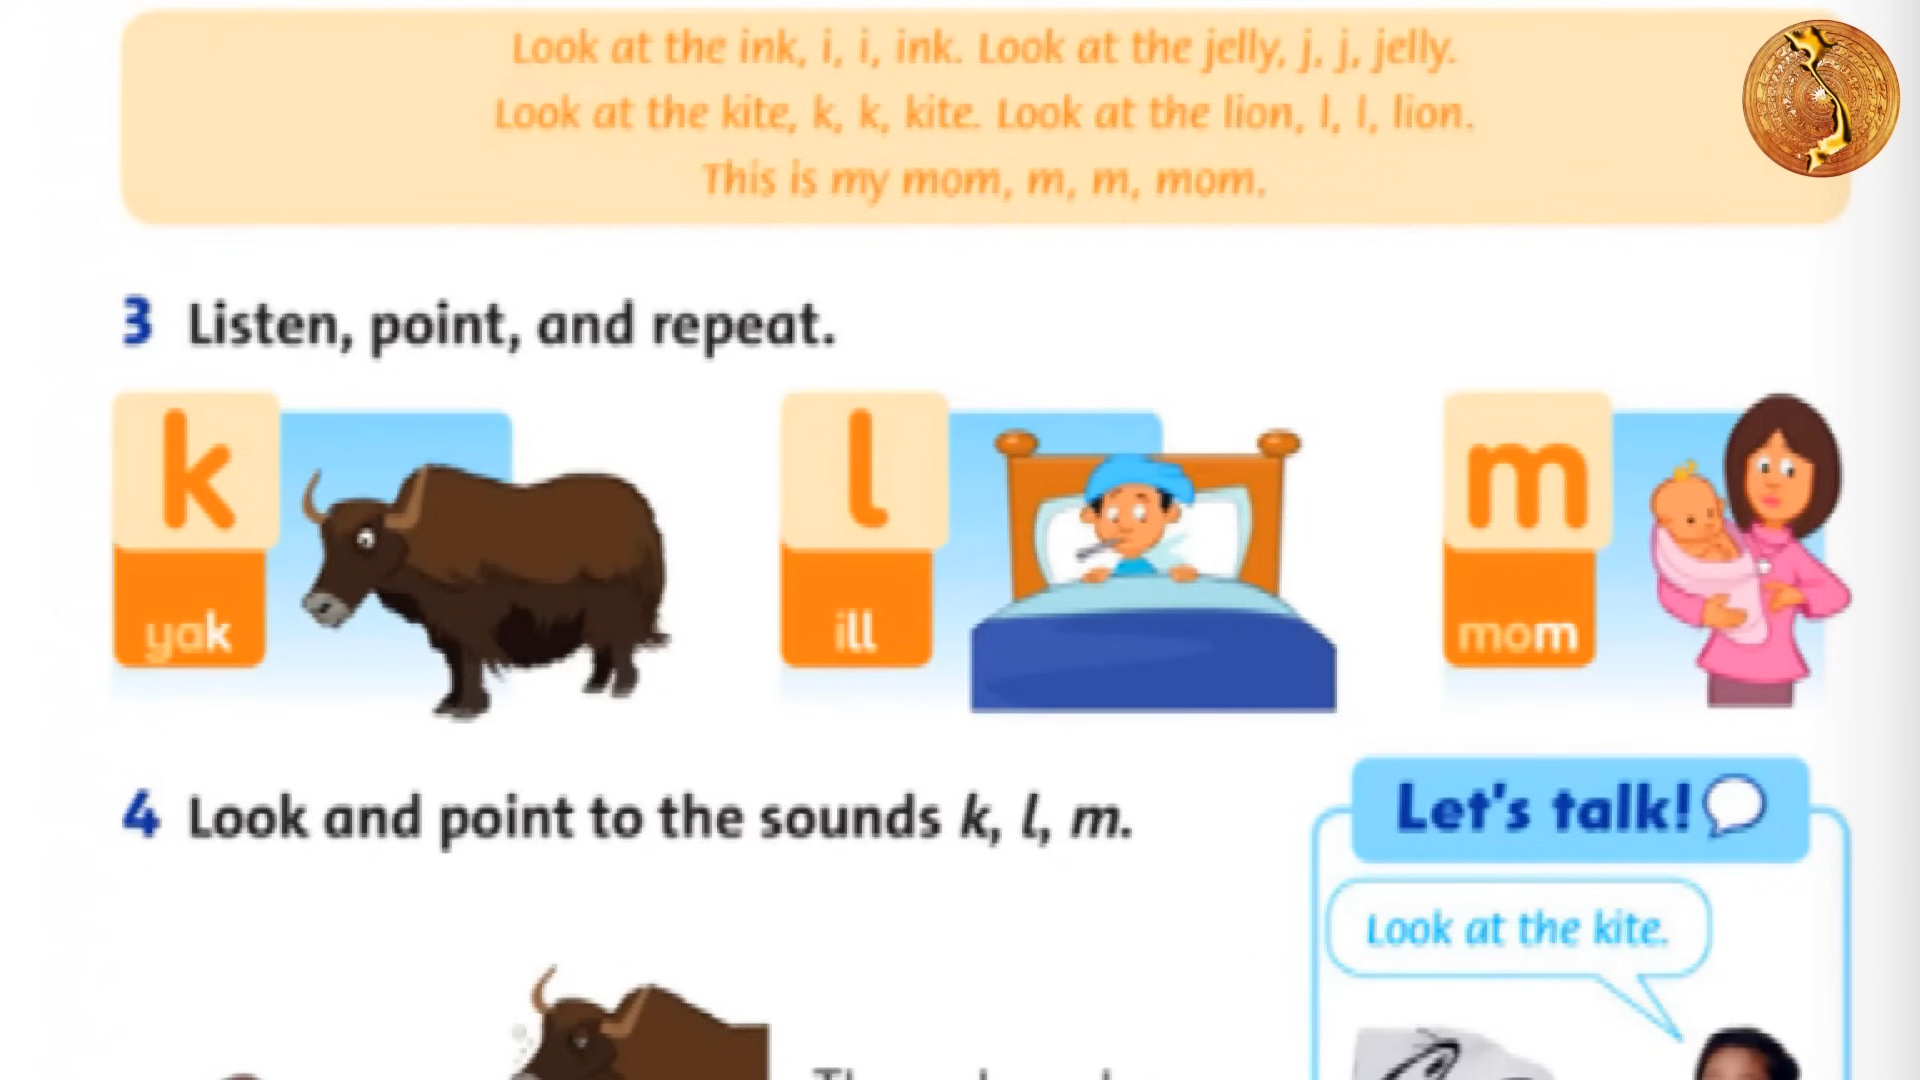 Look at the ink, i, i, ink. Look at the jelly, j, j, jelly.
Look at the kite, k, k, kite. Look at the lion, l, l, lion.
This is my mom, m, m, mom.
3 Listen, point, and repeat.
k
yak
l
ill
m
mom
4 Look and point to the sounds k, l, m.
Let's talk!
Look at the kite.